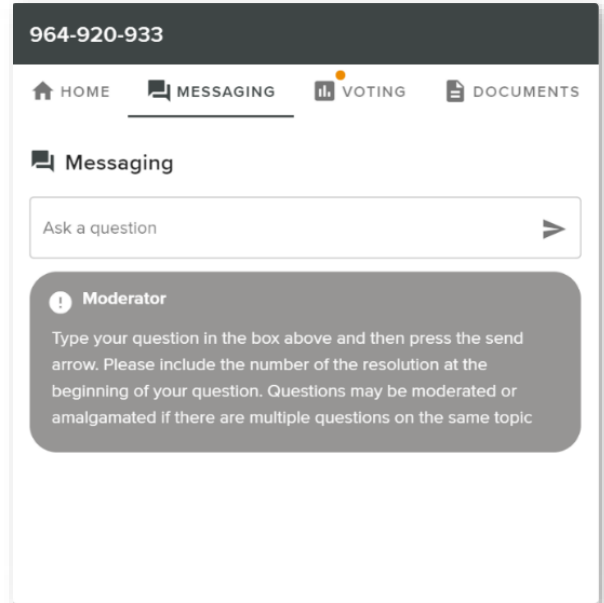 964-920-933
HOME MESSAGING VOTING DOCUMENTS
Messaging
Ask a question
Moderator
Type your question in the box above and then press the send
arrow. Please include the number of the resolution at the
beginning of your question. Questions may be moderated or
amalgamated if there are multiple questions on the same topic